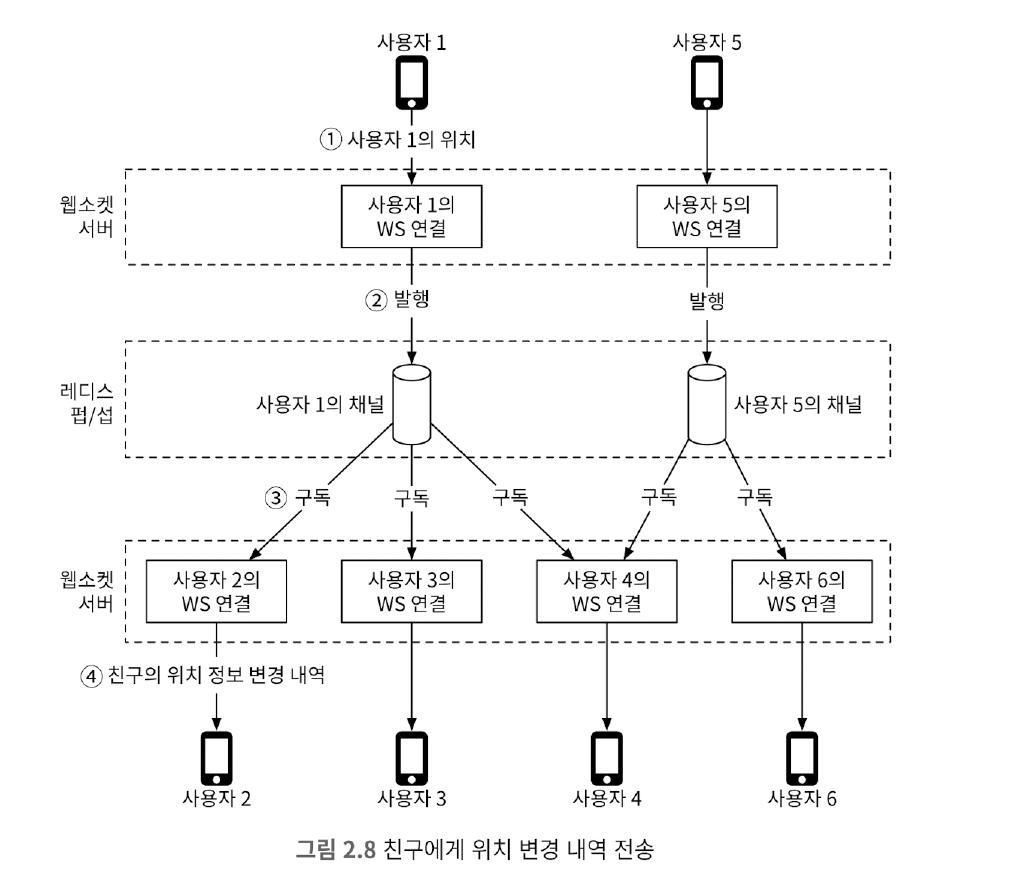 사용자 1
사용자 5
① 사용자 1의 위치
웹소켓
서버
사용자 1의
WS 연결
사용자 5의
WS 연결
② 발행
발행
레디스
펍/섭
사용자 1의 채널
사용자 5의 채널
③ 구독
구독
구독
구독
구독
웹소켓
서버
사용자 2의
WS 연결
사용자 3의
WS 연결
사용자 4의
WS 연결
사용자 6의
WS 연결
④ 친구의 위치 정보 변경 내역
사용자 2
사용자 3
사용자 4
사용자 6
그림 2.8 친구에게 위치 변경 내역 전송